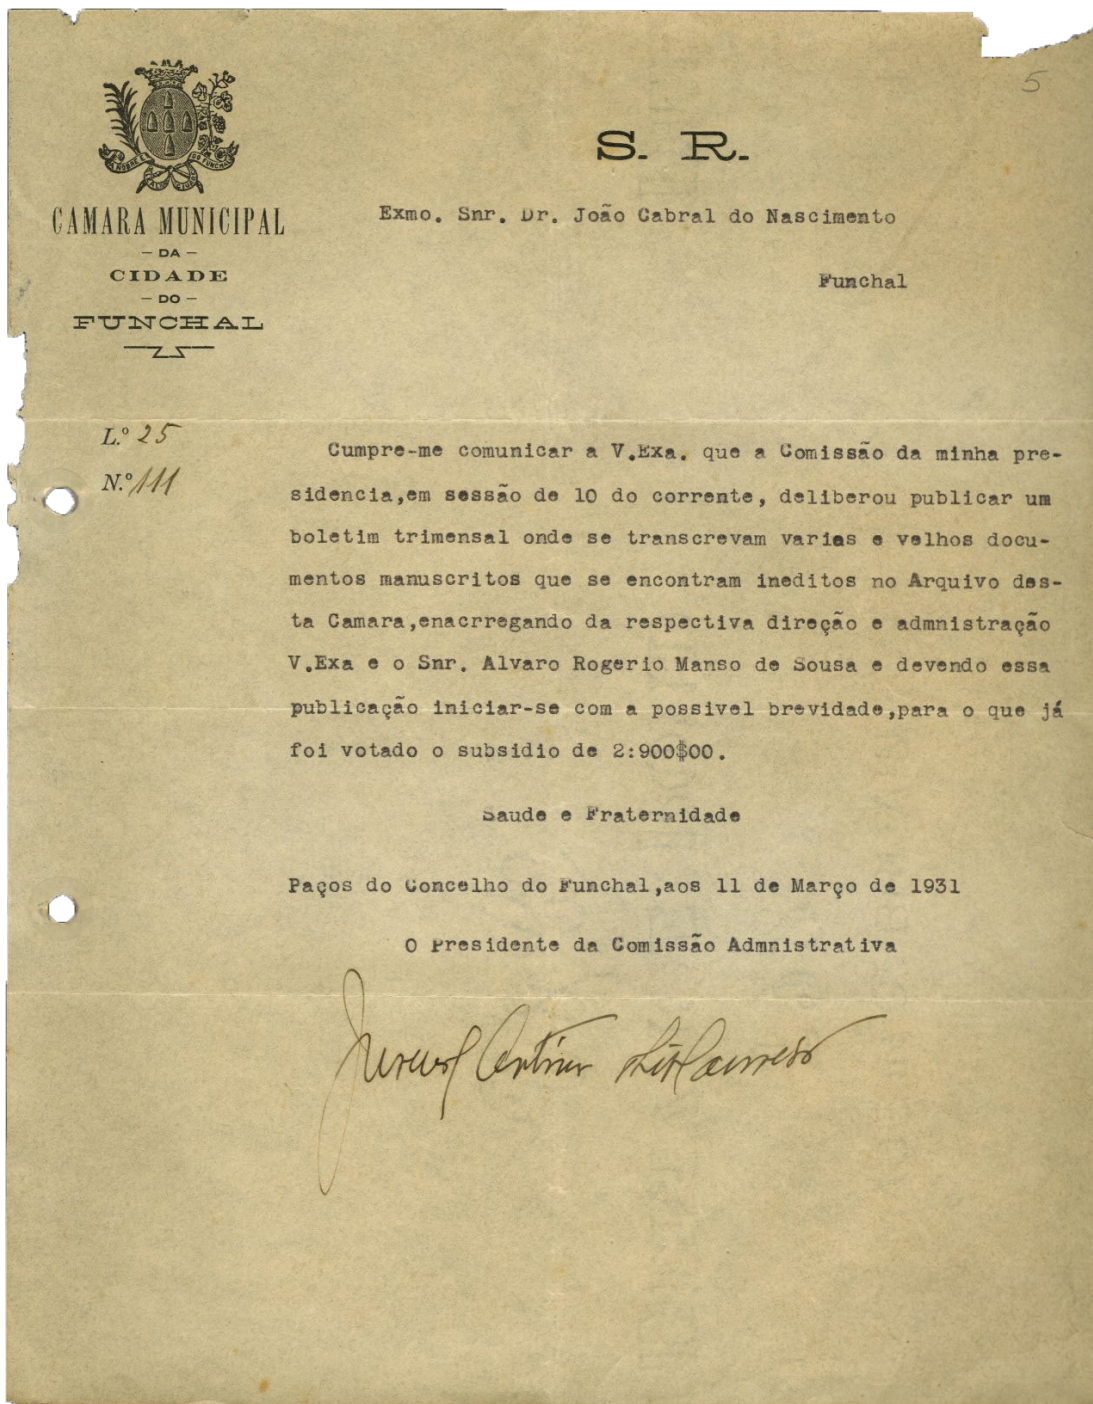 5
S. R.
CAMARA MUNICIPAL
— DA —
CIDADE
— DO —
FUNCHAL
Exmo. Snr. Dr. João Cabral do Nascimento
Funchal
L.º 25
N.º 111
Cumpre-me comunicar a V.Exa. que a Comissão da minha pre-
sidencia,em sessão de 10 do corrente, deliberou publicar um
boletim trimensal onde se transcrevam varios e velhos docu-
mentos manuscritos que se encontram ineditos no Arquivo des-
ta Camara,enacrregando da respectiva direção e admnistração
V.Exa e o Snr. Alvaro Rogerio Manso de Sousa e devendo essa
publicação iniciar-se com a possivel brevidade,para o que já
foi votado o subsidio de 2:900$00.
Saude e Fraternidade
Paços do Concelho do Funchal,aos 11 de Março de 1931
O Presidente da Comissão Admnistrativa